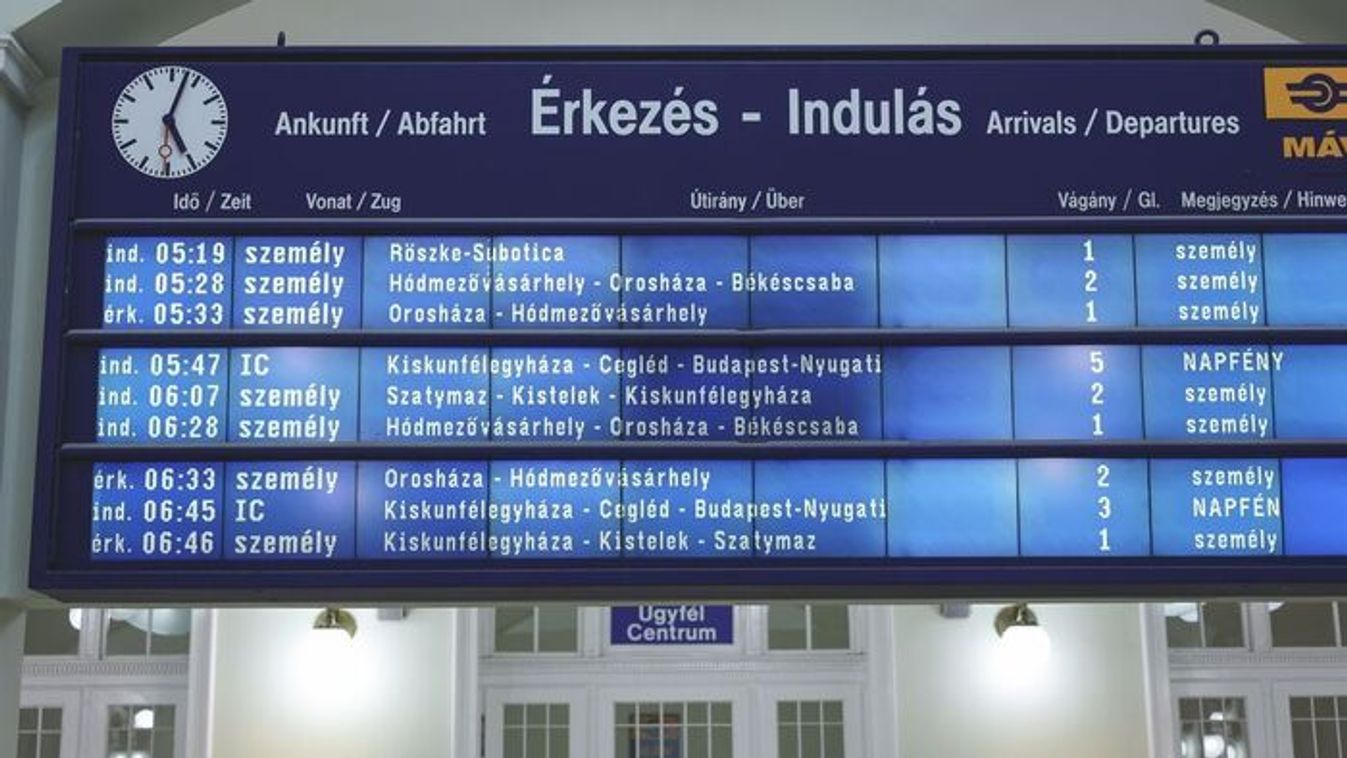 Ankunft / Abfahrt Érkezés - Indulás Arrivals / Departures
Idő / Zeit Vonat / Zug Útirány / Über Vágány / Gl. Megjegyzés / Hinwe
ind. 05:19 személy Röszke-Subotica 1 személy
ind. 05:28 személy Hódmezővásárhely - Orosháza - Békéscsaba 2 személy
érk. 05:33 személy Orosháza - Hódmezővásárhely 1 személy
ind. 05:47 IC Kiskunfélegyháza - Cegléd - Budapest-Nyugati 5 NAPFÉNY
ind. 06:07 személy Szatymaz - Kistelek - Kiskunfélegyháza 2 személy
ind. 06:28 személy Hódmezővásárhely - Orosháza - Békéscsaba 1 személy
érk. 06:33 személy Orosháza - Hódmezővásárhely 2 személy
ind. 06:45 IC Kiskunfélegyháza - Cegléd - Budapest-Nyugati 3 NAPFÉN
érk. 06:46 személy Kiskunfélegyháza - Kistelek - Szatymaz 1 személy
MÁV
Ügyfél
Centrum